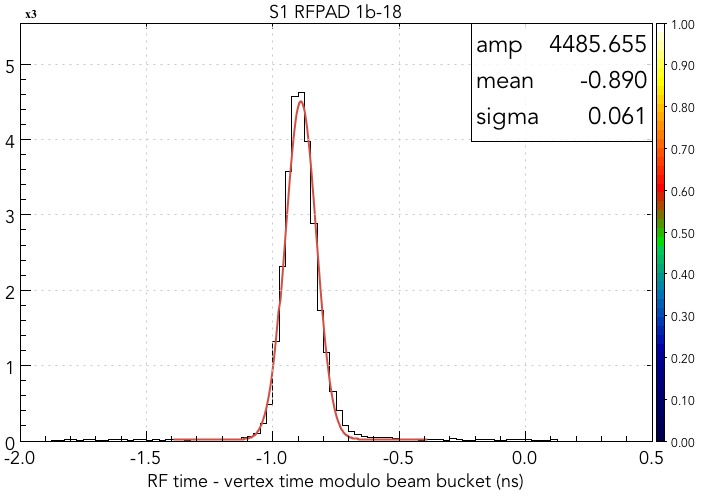 x3 S1 RFPAD 1b-18
amp 4485.655
mean -0.890
sigma 0.061
5
4
3
2
1
0
-2.0 -1.5 -1.0 -0.5 0.0 0.5
RF time - vertex time modulo beam bucket (ns)
1.00
0.90
0.80
0.70
0.60
0.50
0.40
0.30
0.20
0.10
0.00